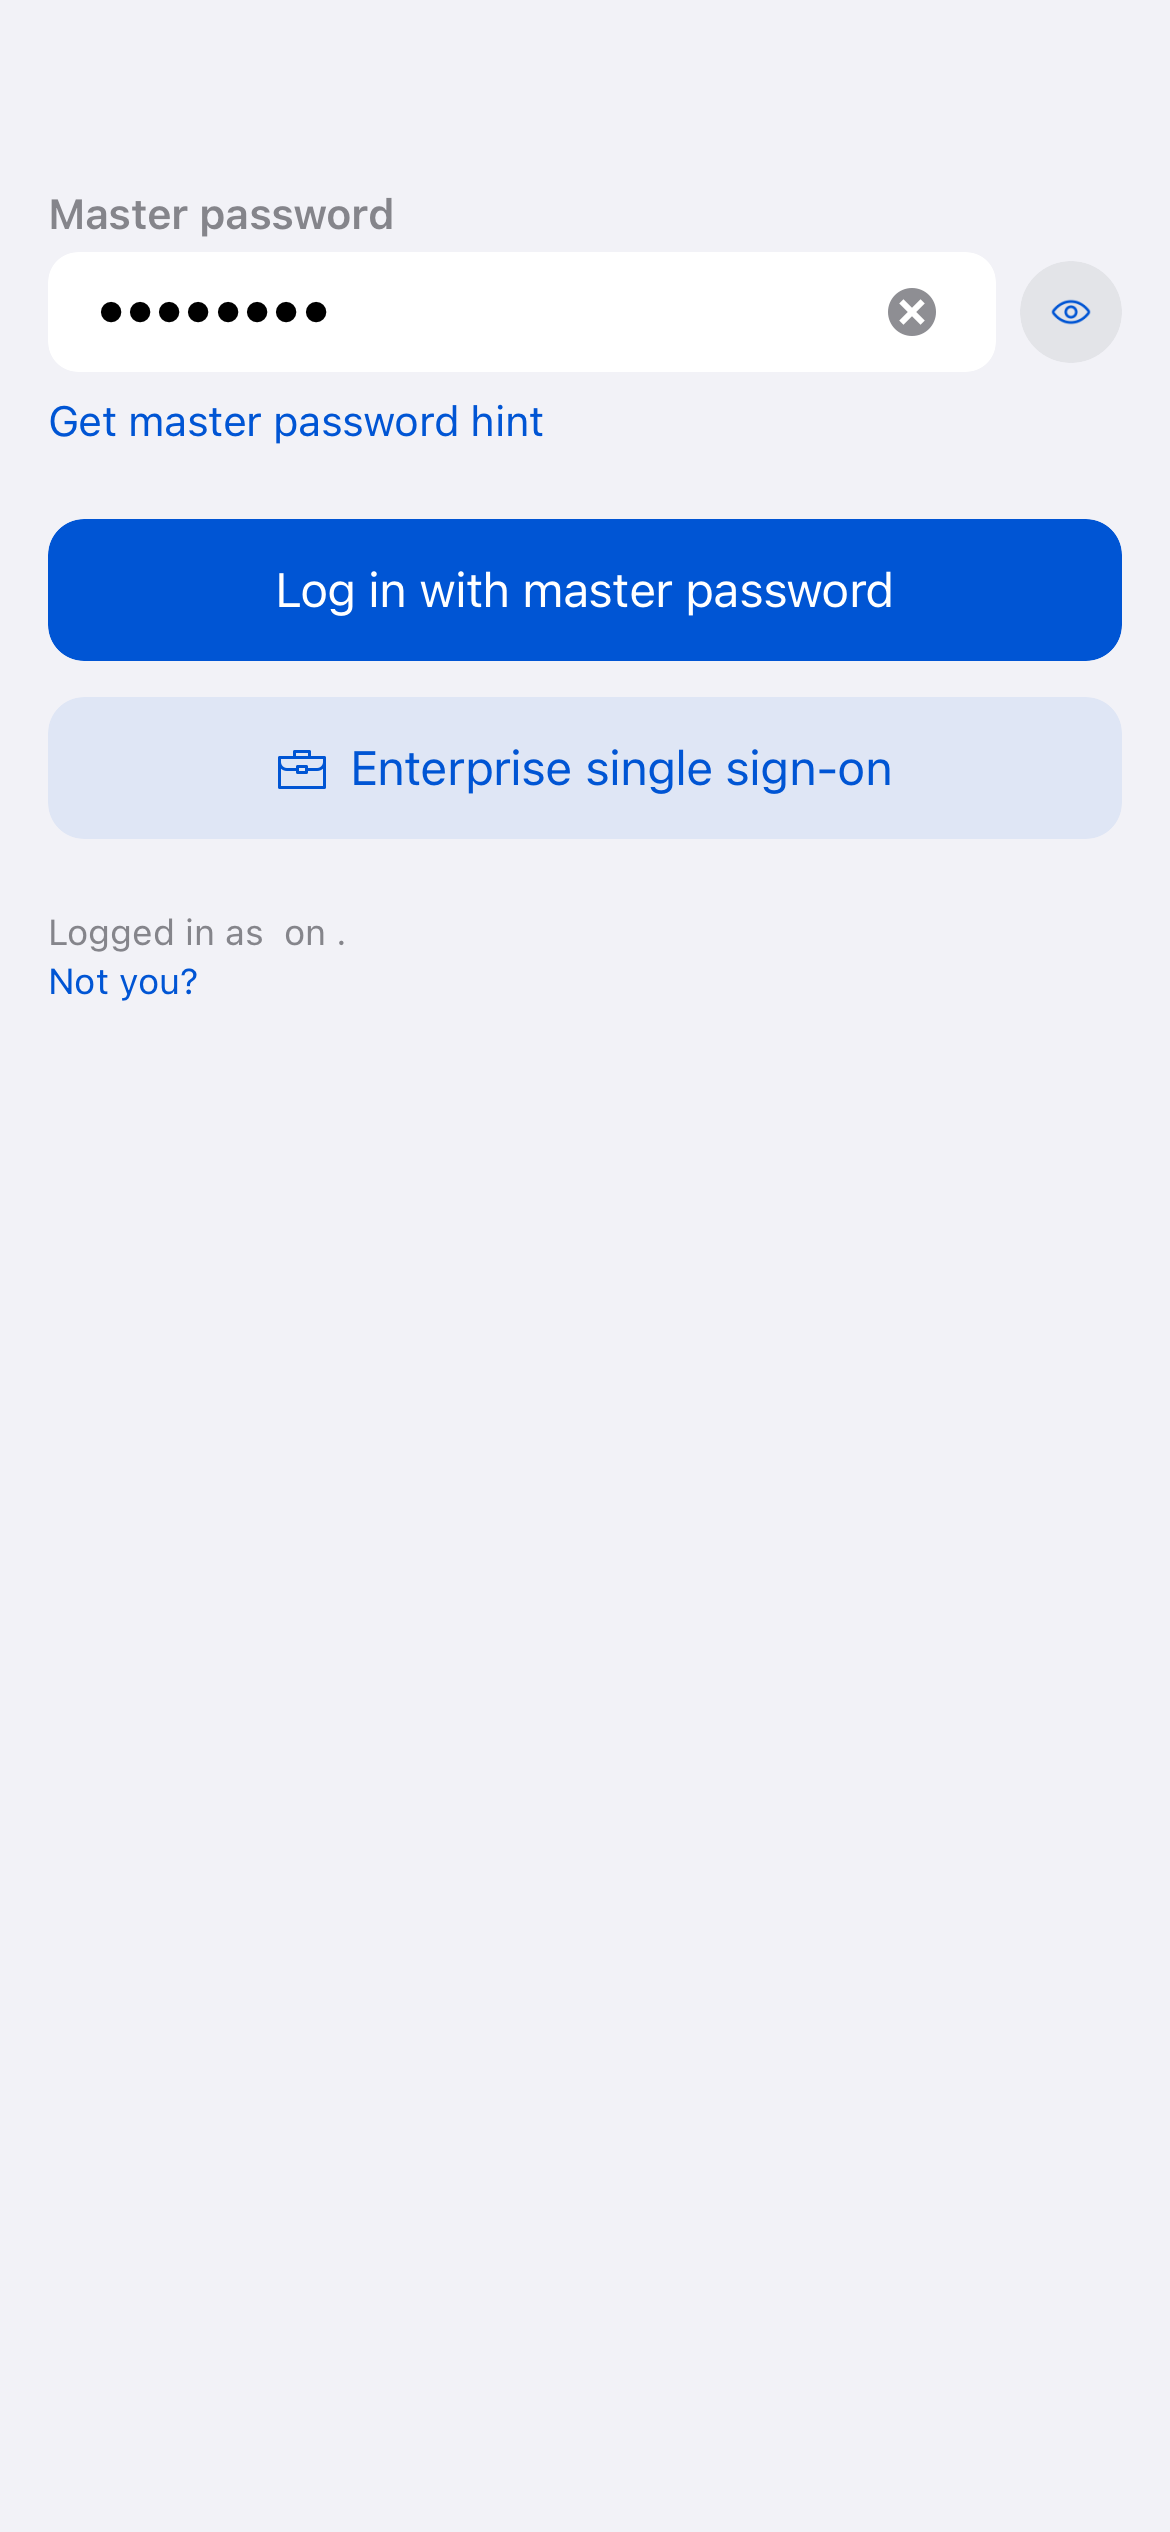 Master password
••••••••
Get master password hint
Log in with master password
Enterprise single sign-on
Logged in as  on .
Not you?